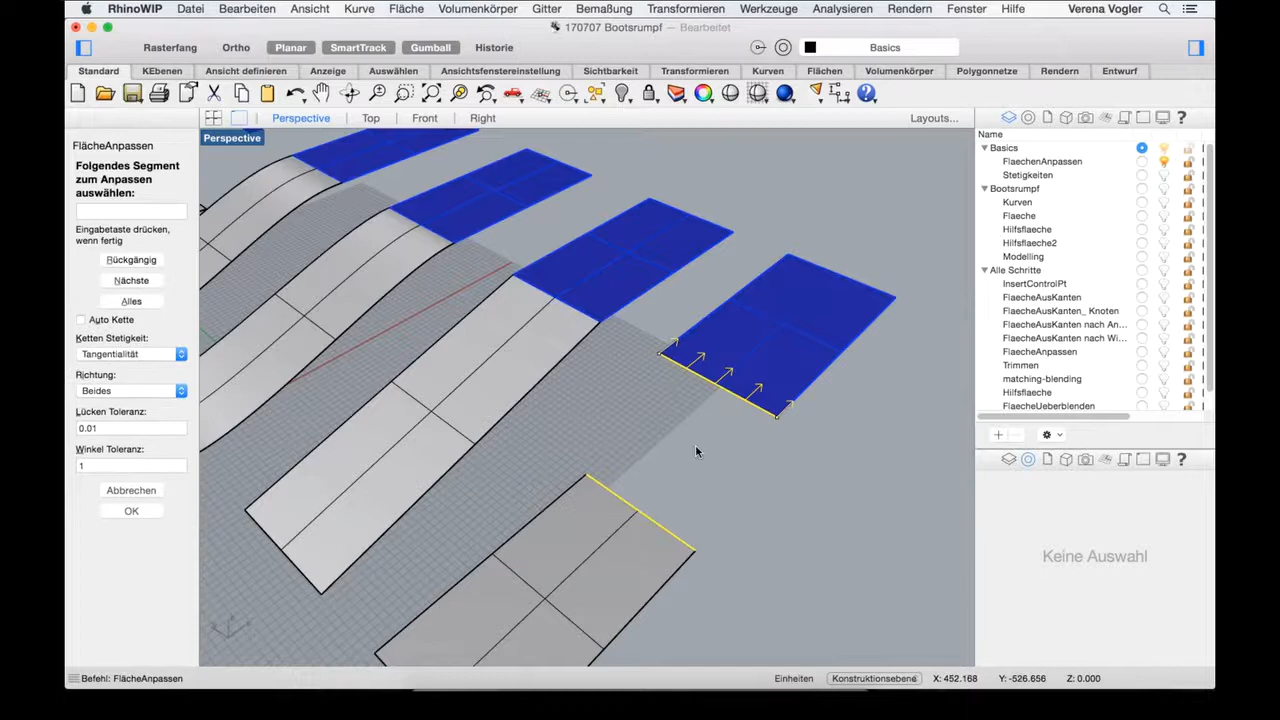 RhinoWIP Datei Bearbeiten Ansicht Kurve Fläche Volumenkörper Gitter Bemaßung Transformieren Werkzeuge Analysieren Rendern Fenster Hilfe Verena Vogler
170707 Bootsrumpf — Bearbeitet
Rasterfang Ortho Planar SmartTrack Gumball Historie Basics
Standard KEbenen Ansicht definieren Anzeige Auswählen Ansichtsfenstereinstellung Sichtbarkeit Transformieren Kurven Flächen Volumenkörper Polygonnetze Rendern Entwurf
Perspective Top Front Right Layouts...
Perspective
FlächeAnpassen
Folgendes Segment
zum Anpassen
auswählen:
Eingabetaste drücken,
wenn fertig
Rückgängig
Nächste
Alles
Auto Kette
Ketten Stetigkeit:
Tangentialität
Richtung:
Beides
Lücken Toleranz:
0.01
Winkel Toleranz:
1
Abbrechen
OK
Name
Basics
FlaechenAnpassen
Stetigkeiten
Bootsrumpf
Kurven
Flaeche
Hilfsflaeche
Hilfsflaeche2
Modelling
Alle Schritte
InsertControlPt
FlaecheAusKanten
FlaecheAusKanten_ Knoten
FlaecheAusKanten nach An...
FlaecheAusKanten nach Wi...
FlaecheAnpassen
Trimmen
matching-blending
Hilfsflaeche
FlaecheUeberblenden
Keine Auswahl
Befehl: FlächeAnpassen Einheiten Konstruktionsebene X: 452.168 Y: -526.656 Z: 0.000